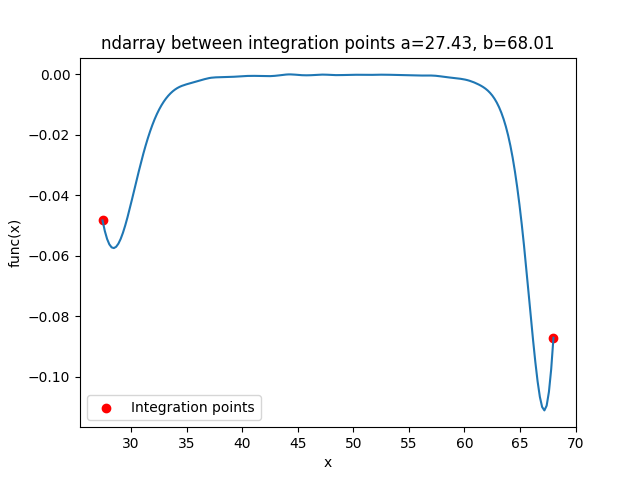 ndarray between integration points a=27.43, b=68.01
0.00
−0.02
−0.04
−0.06
−0.08
−0.10
func(x)
Integration points
30 35 40 45 50 55 60 65 70
x